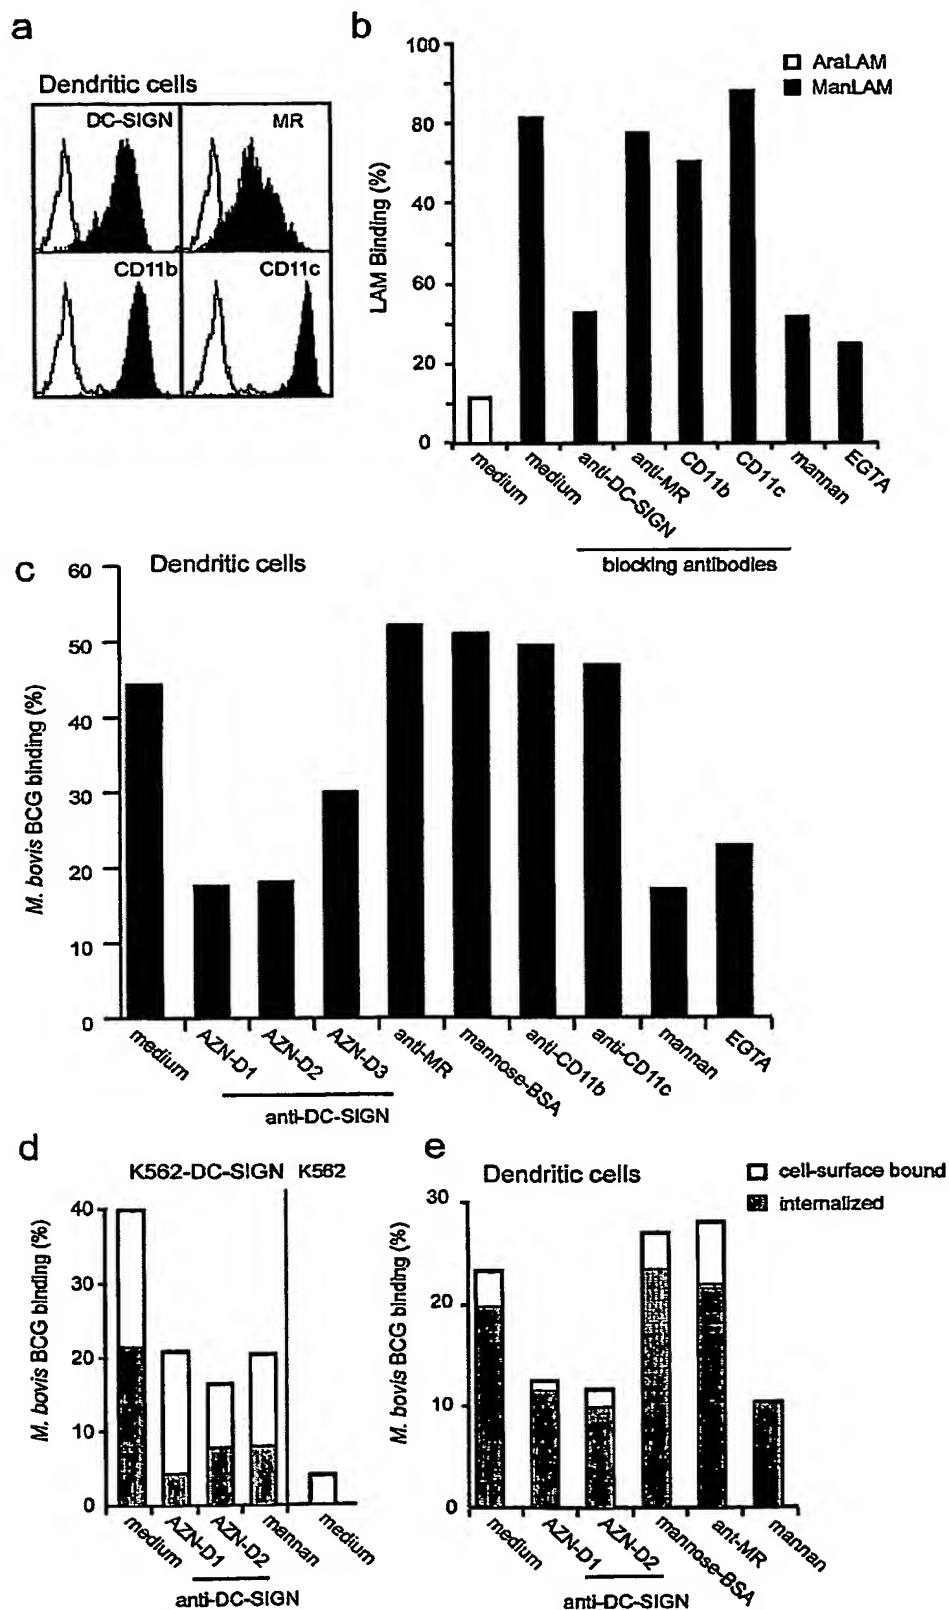 a
Dendritic cells
DC-SIGN
MR
CD11b
CD11c
b
AraLAM
ManLAM
LAM Binding (%)
100
80
40
60
20
0
medium
medium
anti-DC-SIGN
anti-MR
CD11b
CD11c
mannan
EGTA
blocking antibodies
c
Dendritic cells
M. bovis BCG binding (%)
60
50
40
30
20
10
0
medium
AZN-D1
AZN-D2
AZN-D3
anti-MR
mannose-BSA
anti-CD11b
anti-CD11c
mannan
EGTA
anti-DC-SIGN
d
K562-DC-SIGN
K562
M. bovis BCG binding (%)
40
30
20
10
0
medium
AZN-D1
AZN-D2
mannan
medium
anti-DC-SIGN
e
Dendritic cells
cell-surface bound
internalized
M. bovis BCG binding (%)
30
20
10
0
medium
AZN-D1
AZN-D2
mannose-BSA
ant-MR
mannan
anti-DC-SIGN